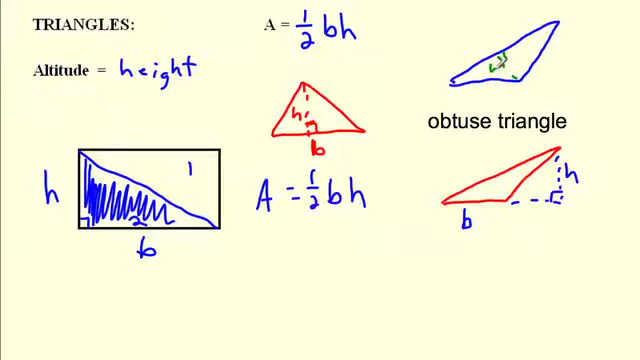 TRIANGLES:
A = 1/2 bh
Altitude = height
h
b
obtuse triangle
h
1
2
b
A = 1/2 bh
h
b